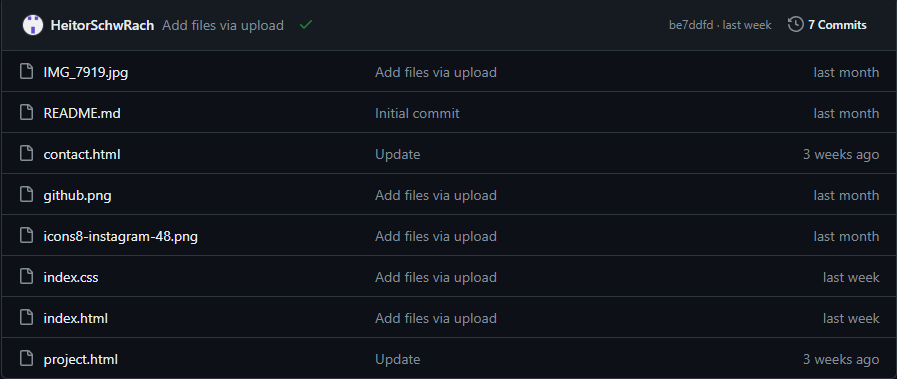 HeitorSchwRach Add files via upload be7ddfd · last week 7 Commits
IMG_7919.jpg Add files via upload last month
README.md Initial commit last month
contact.html Update 3 weeks ago
github.png Add files via upload last month
icons8-instagram-48.png Add files via upload last month
index.css Add files via upload last week
index.html Add files via upload last week
project.html Update 3 weeks ago